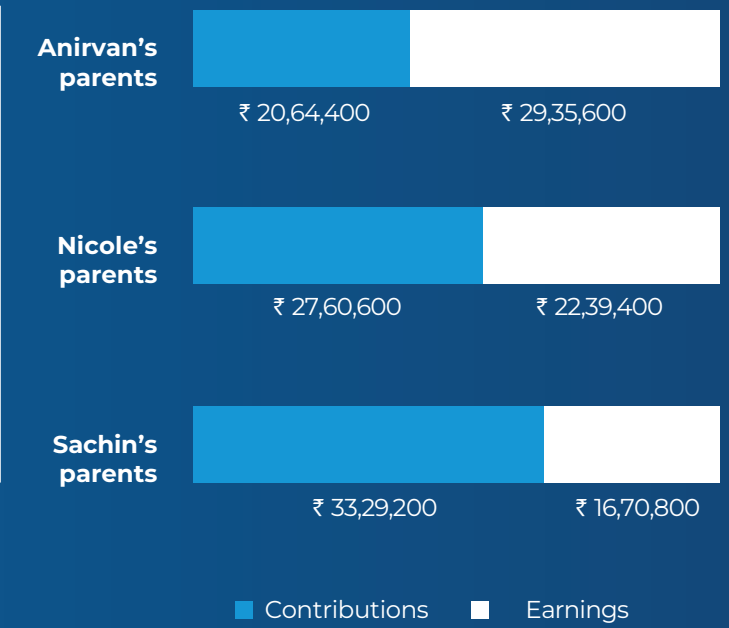 Anirvan’s
parents
₹ 20,64,400 ₹ 29,35,600
Nicole’s
parents
₹ 27,60,600 ₹ 22,39,400
Sachin’s
parents
₹ 33,29,200 ₹ 16,70,800
Contributions Earnings